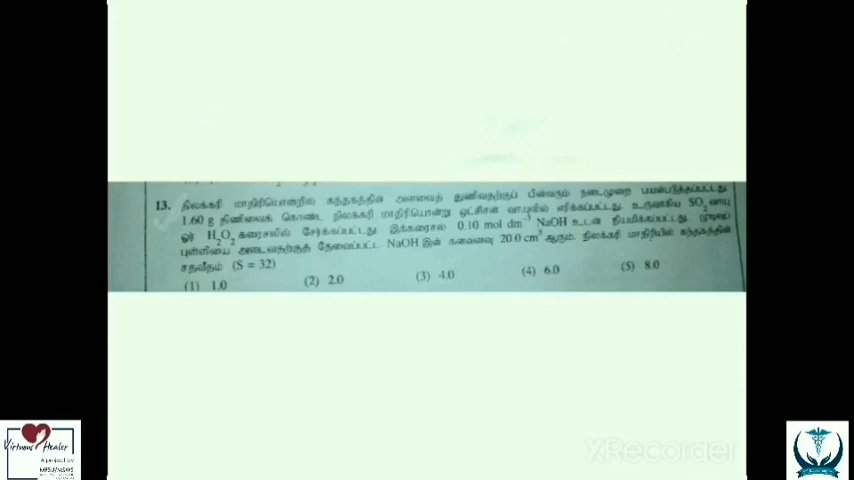 13. நிலக்கரி மாதிரியொன்றில் கந்தகத்தின் அளவைத் துணிவதற்குப் பின்வரும் நடைமுறை பயன்படுத்தப்பட்டது
1.60 g திணிவைக் கொண்ட நிலக்கரி மாதிரியொன்று ஒட்சிசன் வாயுவில் எரிக்கப்பட்டது. உருவாகிய SO₂ வாயு
ஓர் H₂O₂ கரைசலில் சேர்க்கப்பட்டது இக்கரைசல் 0.10 mol dm⁻³ NaOH உடன் நியமிக்கப்பட்டது. முடிவுப்
புள்ளியை அடைவதற்குத் தேவைப்பட்ட NaOH இன் கனவளவு 20.0 cm³ ஆகும். நிலக்கரி மாதிரியில் கந்தகத்தின்
சதவீதம் (S = 32)
(1) 1.0 (2) 2.0 (3) 4.0 (4) 6.0 (5) 8.0
XRecorder
Virtuous Healer
A project by